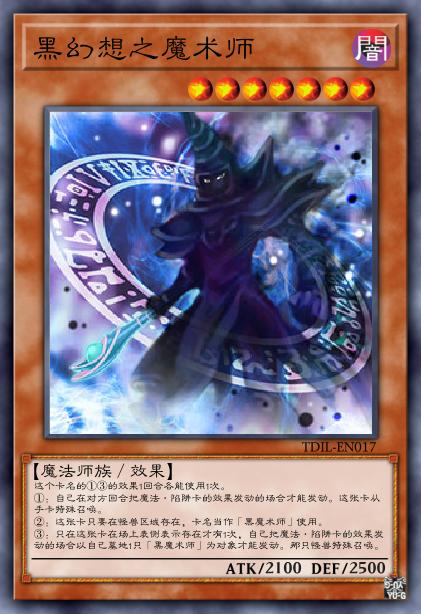 黑幻想之魔术师
闇
TDIL-EN017
【魔法师族／效果】
这个卡名的①③的效果1回合各能使用1次。
①：自己在对方回合把魔法·陷阱卡的效果发动的场合才能发动。这张卡从
手卡特殊召唤。
②：这张卡只要在怪兽区域存在，卡名当作「黑魔术师」使用。
③：只在这张卡在场上表侧表示存在才有1次，自己把魔法·陷阱卡的效果发
动的场合以自己墓地1只「黑魔术师」为对象才能发动。那只怪兽特殊召唤。
ATK/2100 DEF/2500